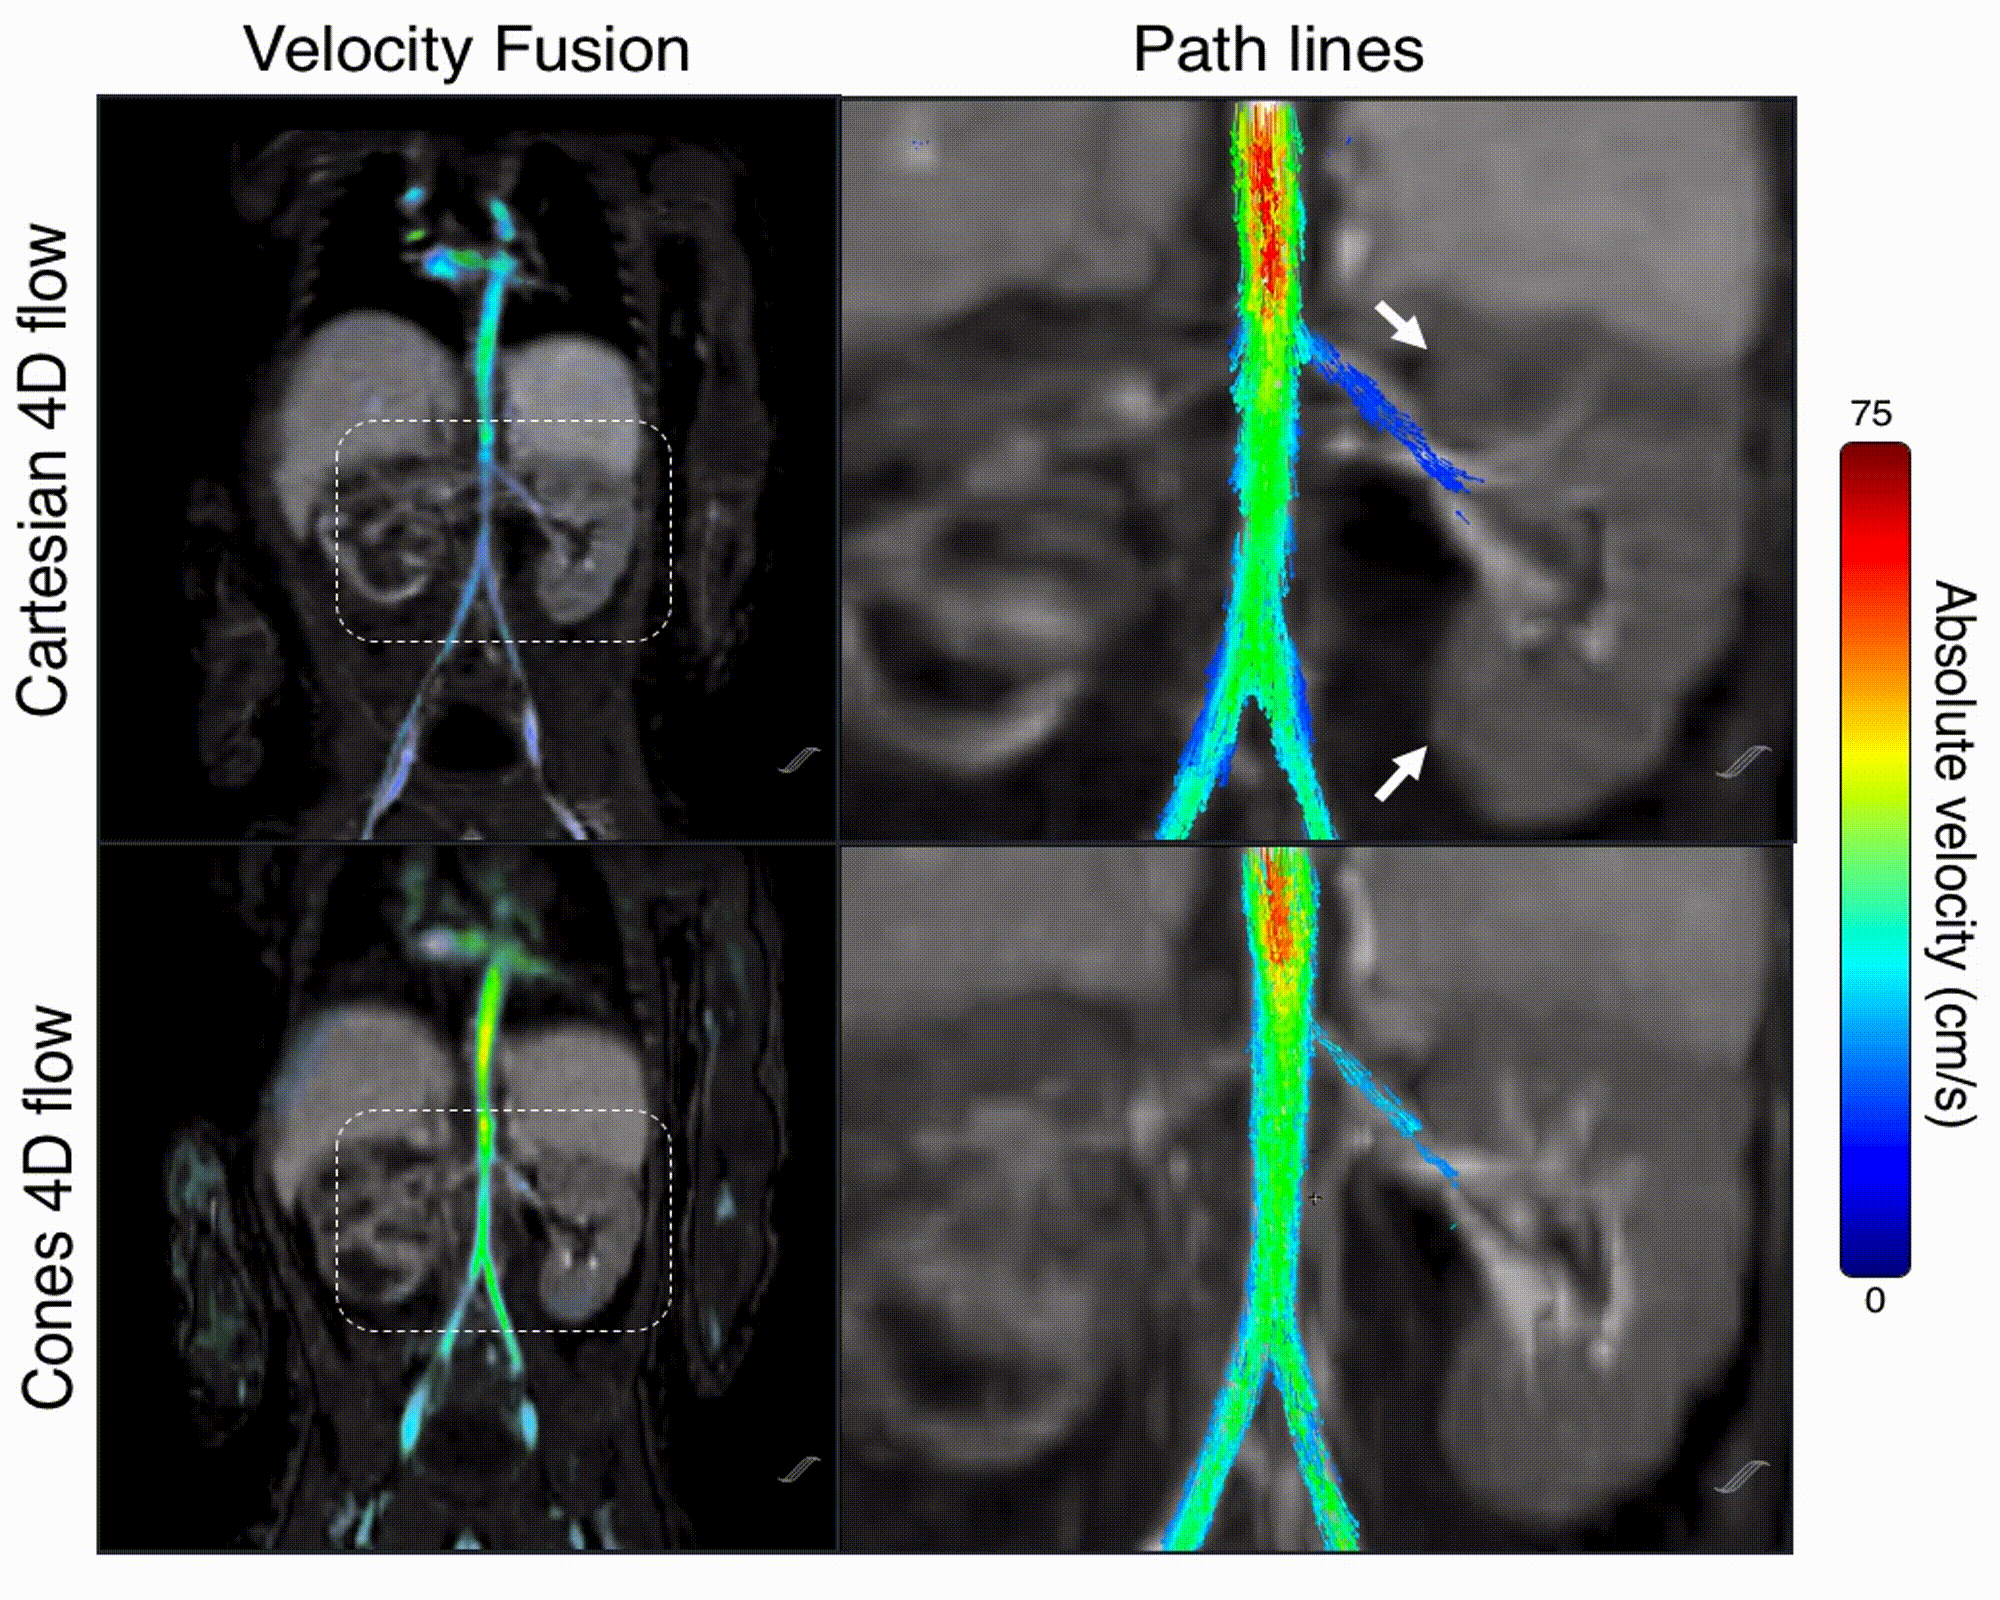 Velocity Fusion
Path lines
Cartesian 4D flow
Cones 4D flow
75
Absolute velocity (cm/s)
0